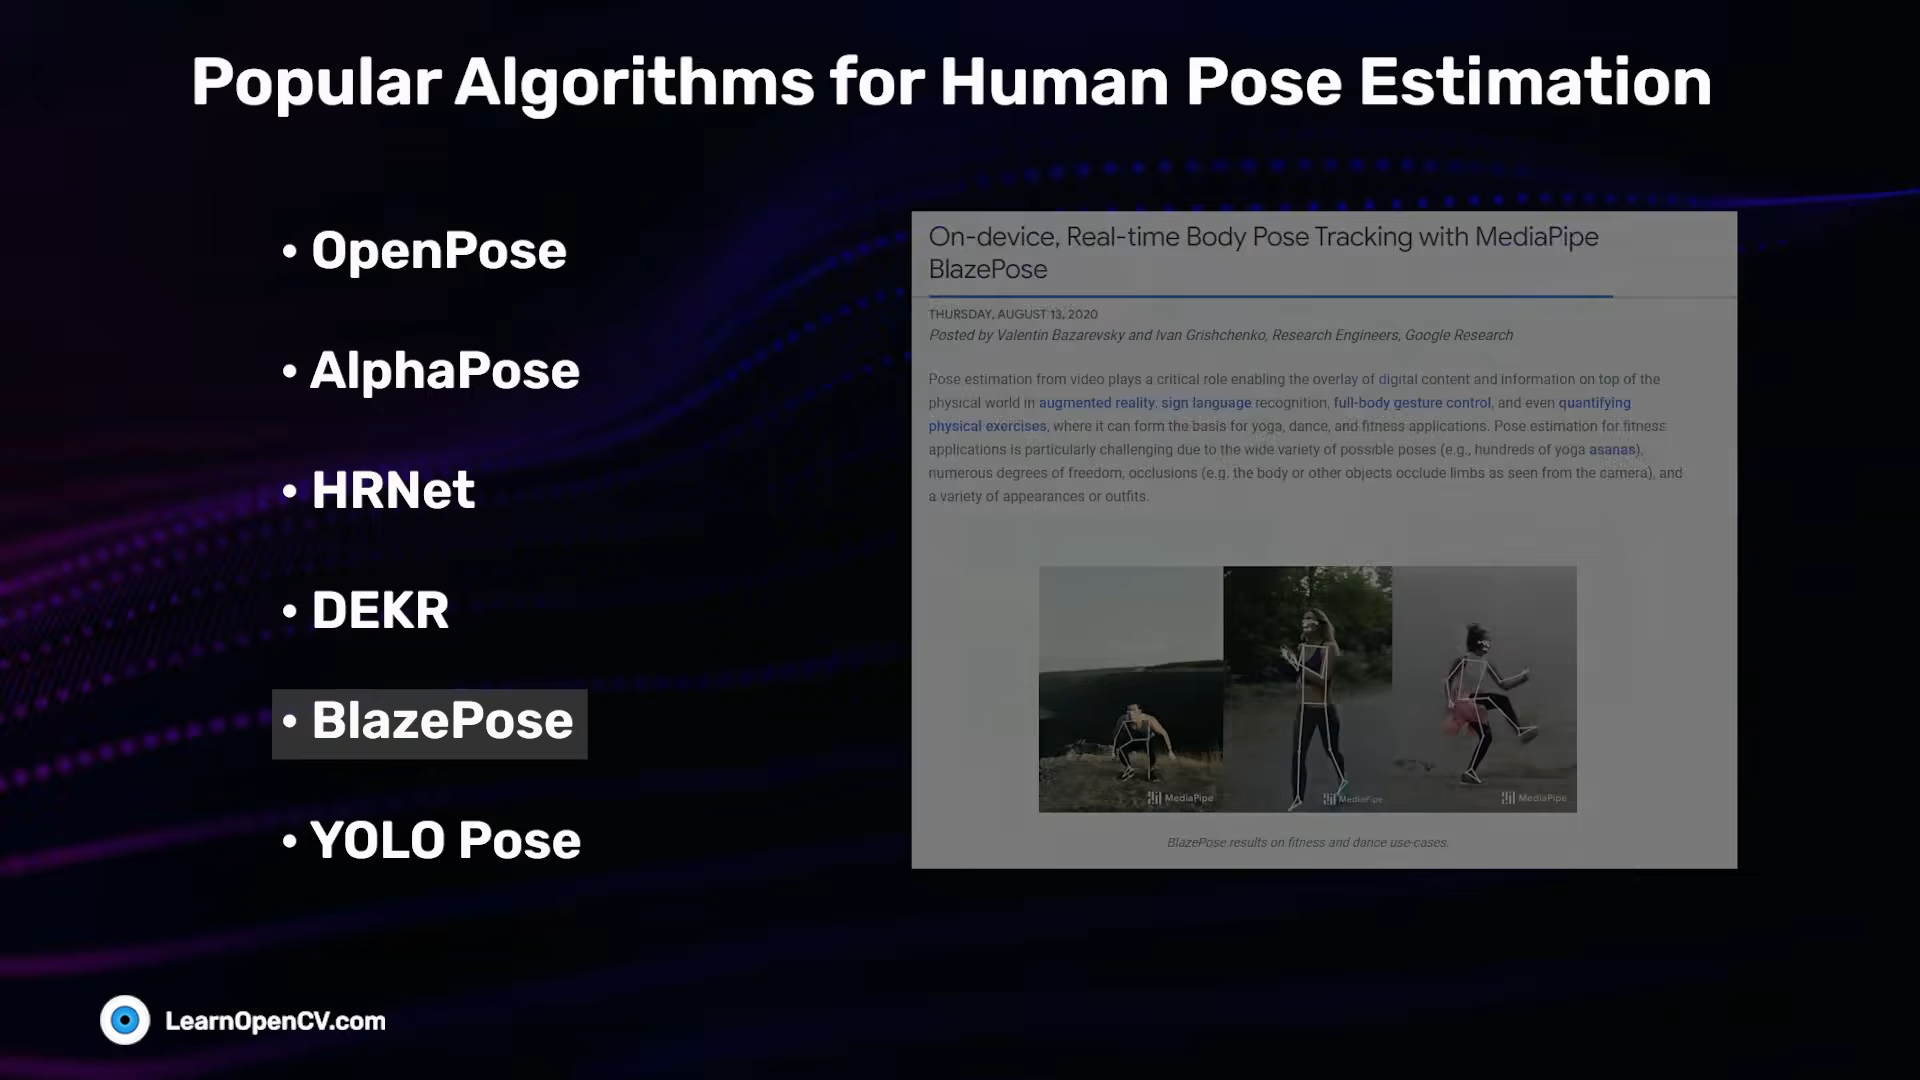 Popular Algorithms for Human Pose Estimation
• OpenPose
• AlphaPose
• HRNet
• DEKR
• BlazePose
• YOLO Pose
On-device, Real-time Body Pose Tracking with MediaPipe
BlazePose
THURSDAY, AUGUST 13, 2020
Posted by Valentin Bazarevsky and Ivan Grishchenko, Research Engineers, Google Research
Pose estimation from video plays a critical role enabling the overlay of digital content and information on top of the
physical world in augmented reality, sign language recognition, full-body gesture control, and even quantifying
physical exercises, where it can form the basis for yoga, dance, and fitness applications. Pose estimation for fitness
applications is particularly challenging due to the wide variety of possible poses (e.g., hundreds of yoga asanas),
numerous degrees of freedom, occlusions (e.g. the body or other objects occlude limbs as seen from the camera), and
a variety of appearances or outfits.
MediaPipe
MediaPipe
MediaPipe
BlazePose results on fitness and dance use-cases.
LearnOpenCV.com